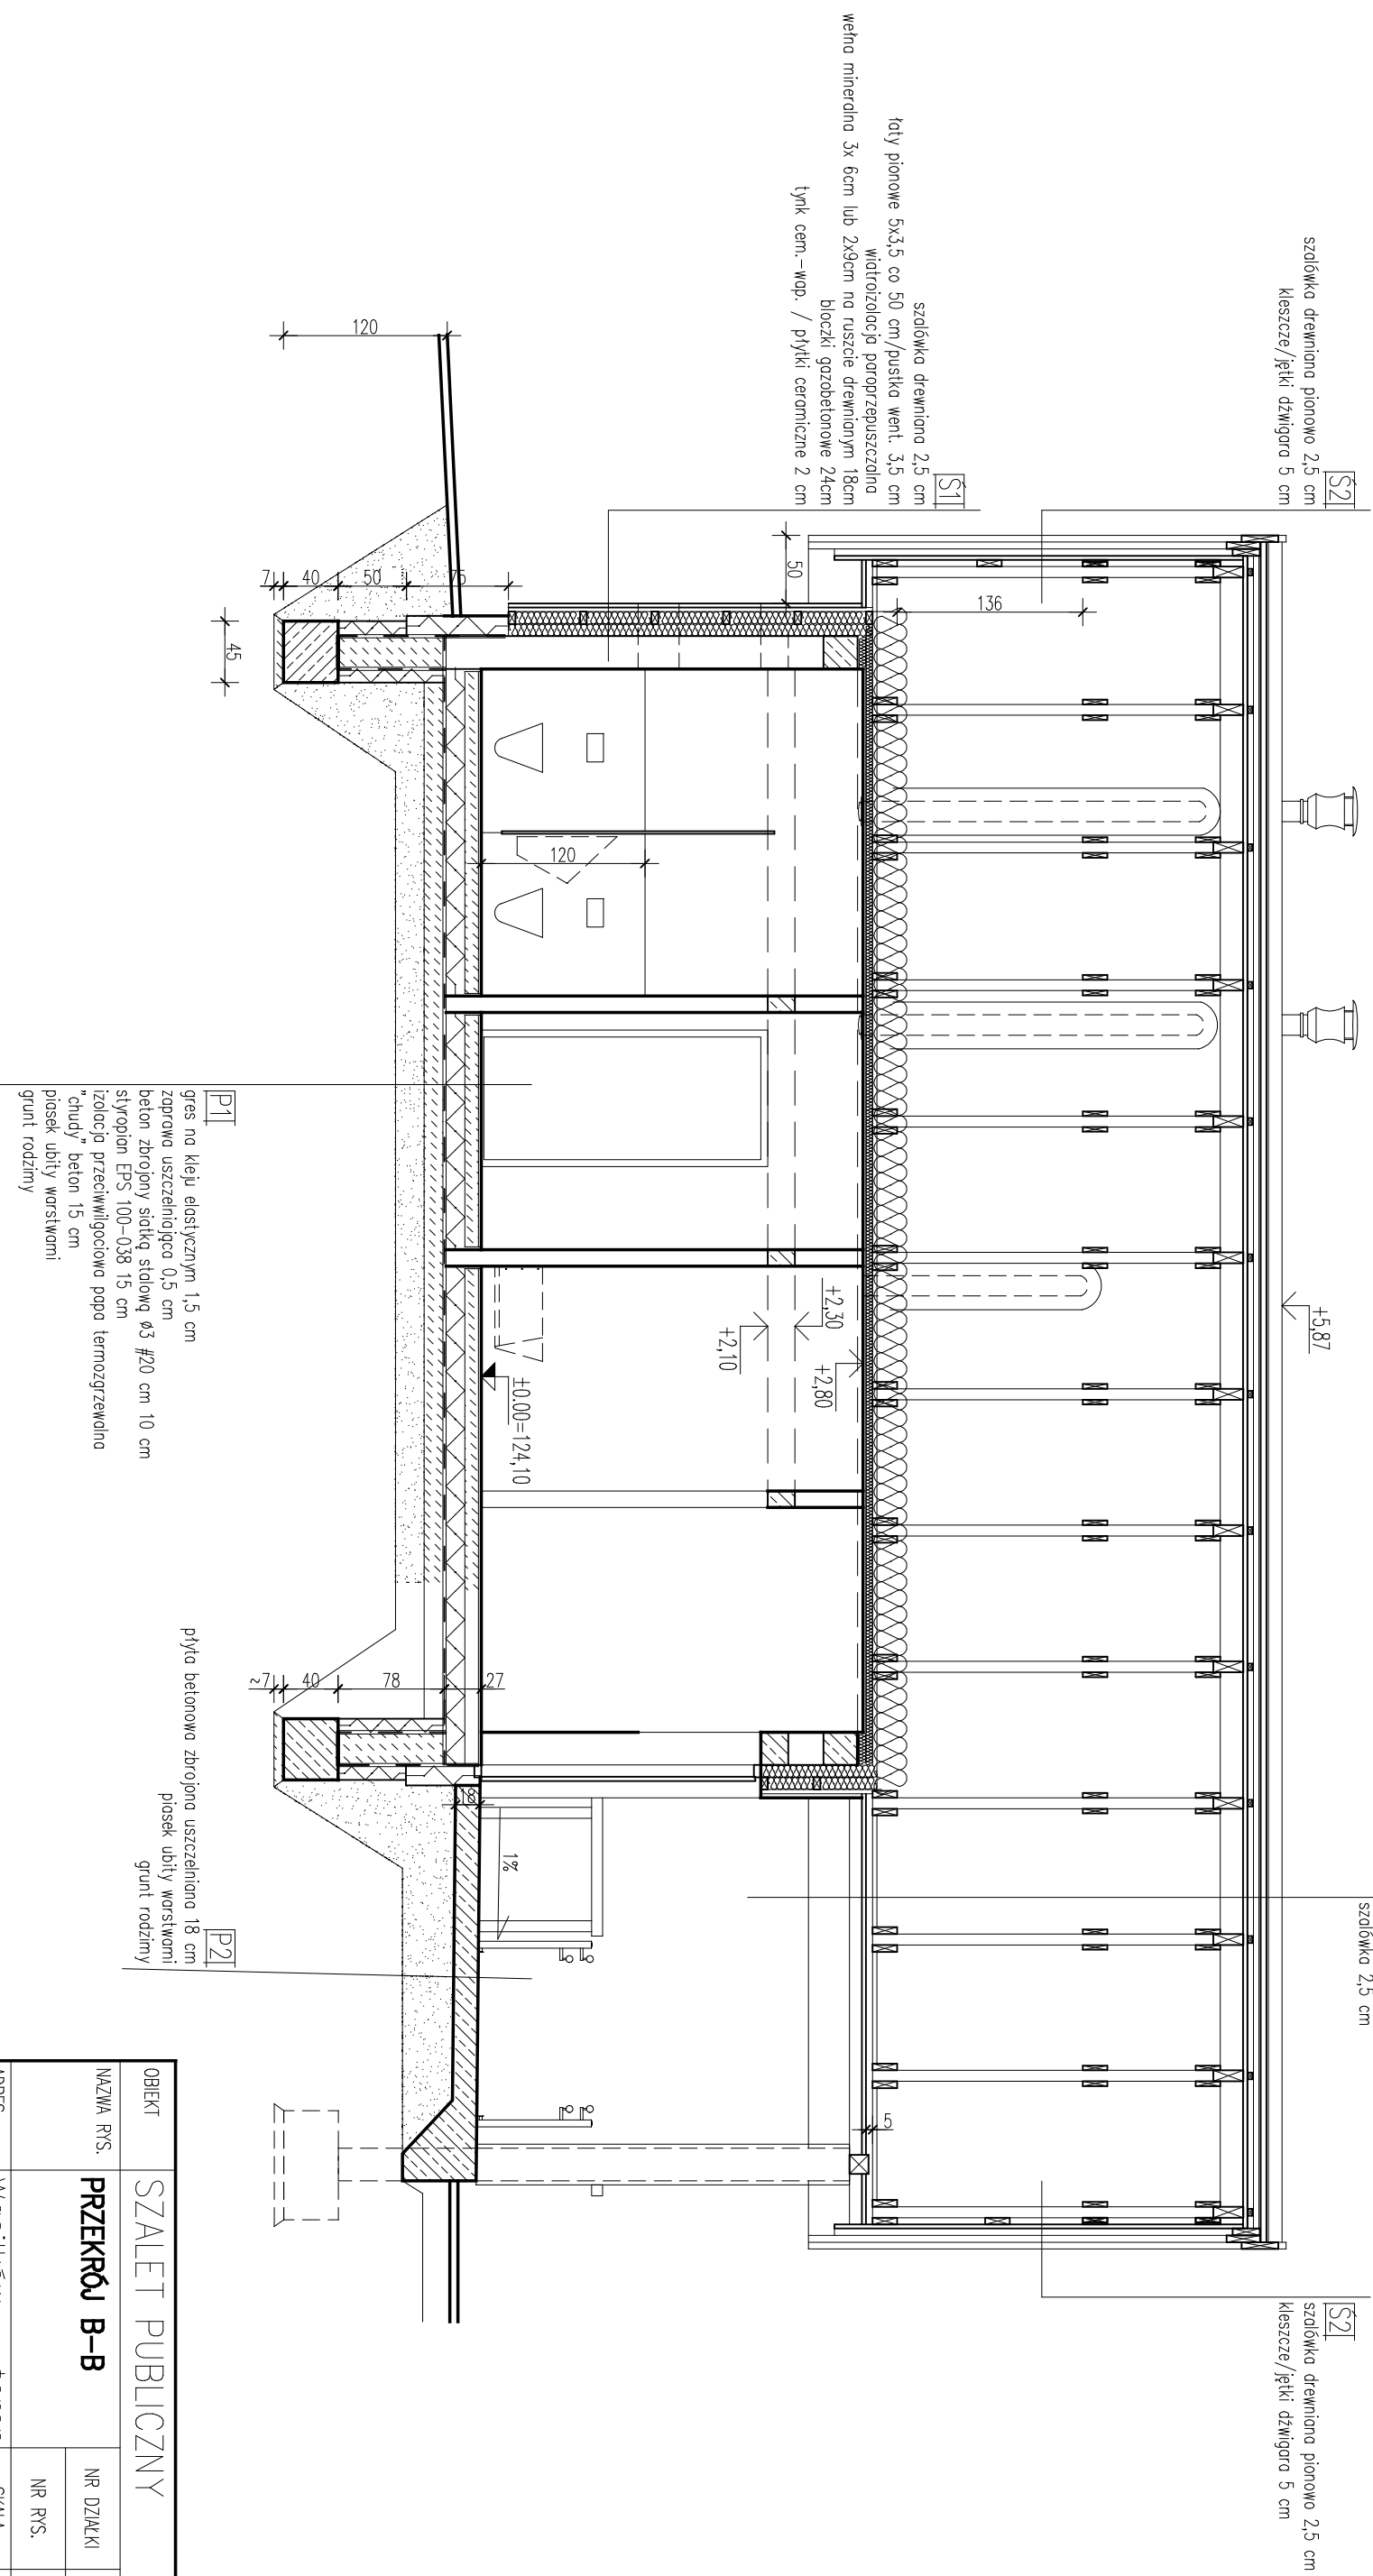 Ś2
szalówka drewniana pionowo 2,5 cm
kleszcze/jętki dźwigara 5 cm
Ś1
szalówka drewniana 2,5 cm
łaty pionowe 5x3,5 co 50 cm/pustka went. 3,5 cm
wiatroizolacja paroprzepuszczalna
wełna mineralna 3x 6cm lub 2x9cm na ruszcie drewnianym 18cm
bloczki gazobetonowe 24cm
tynk cem.-wap. / płytki ceramiczne 2 cm
szalówka 2,5 cm
Ś2
szalówka drewniana pionowo 2,5 cm
kleszcze/jętki dźwigara 5 cm
+5,87
136
50
5
+2,30
+2,80
+2,10
±0.00=124,10
120
120
75
50
40
7
45
27
78
40
~7
18
1%
P1
gres na kleju elastycznym 1,5 cm
zaprawa uszczelniająca 0,5 cm
beton zbrojony siatką stalową ø3 #20 cm 10 cm
styropian EPS 100-038 15 cm
izolacja przeciwwilgociowa papa termozgrzewalna
"chudy" beton 15 cm
piasek ubity warstwami
grunt rodzimy
P2
płyta betonowa zbrojona uszczelniana 18 cm
piasek ubity warstwami
grunt rodzimy
OBIEKT
SZALET PUBLICZNY
NAZWA RYS.
PRZEKRÓJ B-B
NR DZIAŁKI
NR RYS.
ADRES
SKALA